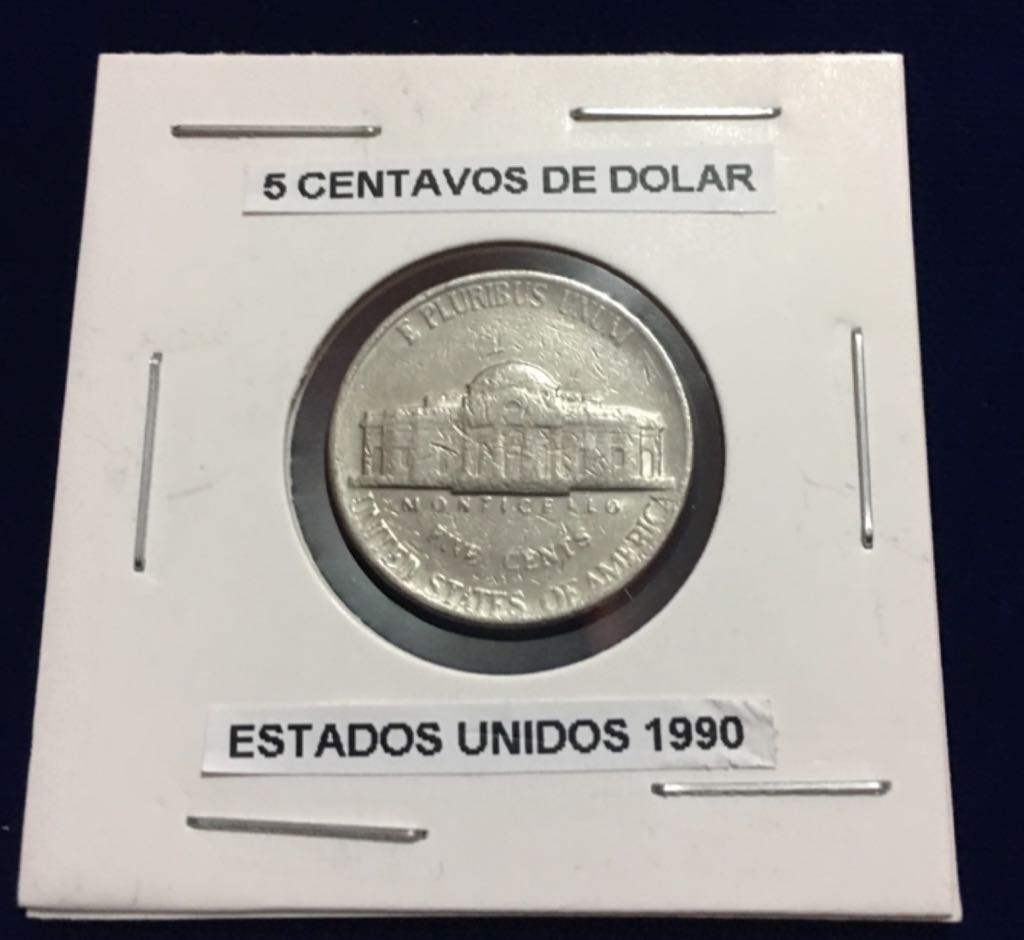 5 CENTAVOS DE DOLAR
E PLURIBUS UNUM
MONTICELLO
FIVE CENTS
UNITED STATES OF AMERICA
ESTADOS UNIDOS 1990